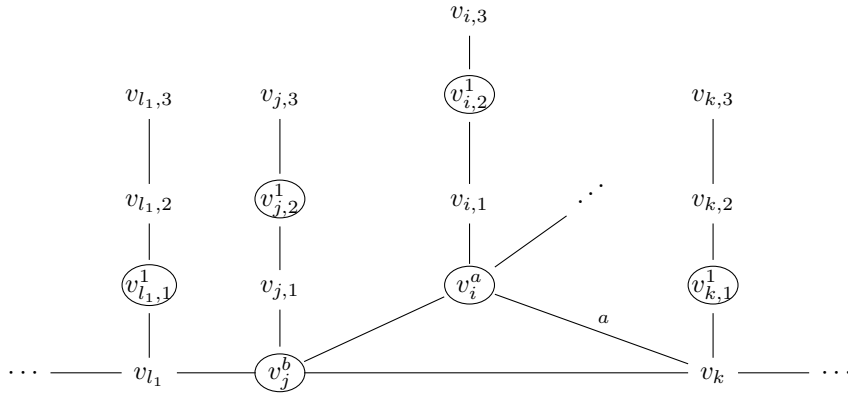 v_{i,3}
v_{l_1,3} v_{j,3} v^1_{i,2} v_{k,3}
v_{l_1,2} v^1_{j,2} v_{i,1} ⋰ v_{k,2}
v^1_{l_1,1} v_{j,1} v^a_i v^1_{k,1}
a
⋯ v_{l_1} v^b_j v_k ⋯